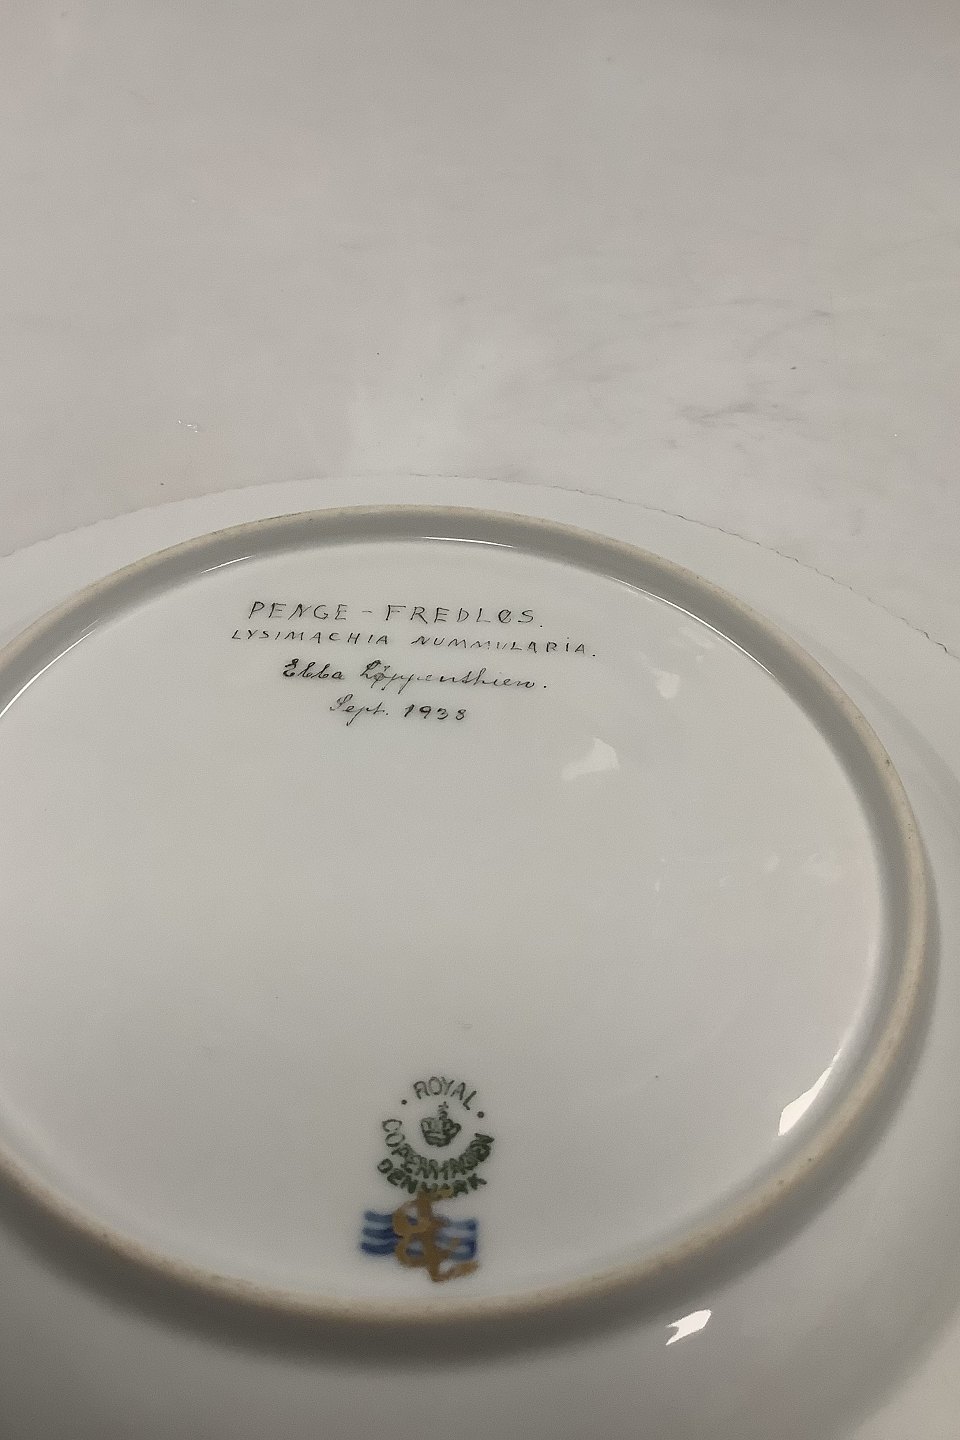 PENGE - FREDLØS.
LYSIMACHIA NUMMULARIA.
Ebba Løppenthien.
Sept. 1938
ROYAL
COPENHAGEN
DENMARK